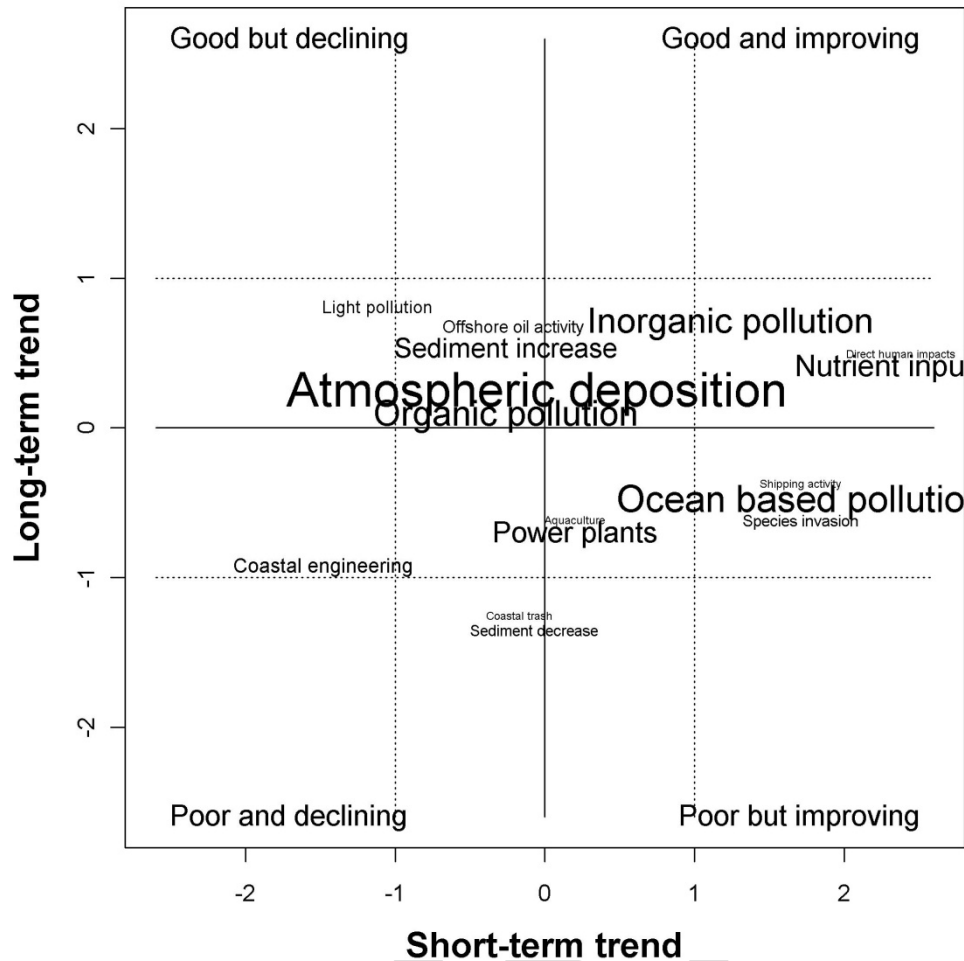 Good but declining
Good and improving
2
1
Light pollution
Offshore oil activity
Inorganic pollution
Sediment increase
Direct human impacts
Nutrient inpu
Atmospheric deposition
Organic pollution
0
Long-term trend
Shipping activity
Ocean based pollutio
Aquaculture
Species invasion
Power plants
Coastal engineering
-1
Coastal trash
Sediment decrease
-2
Poor and declining
Poor but improving
-2 -1 0 1 2
Short-term trend